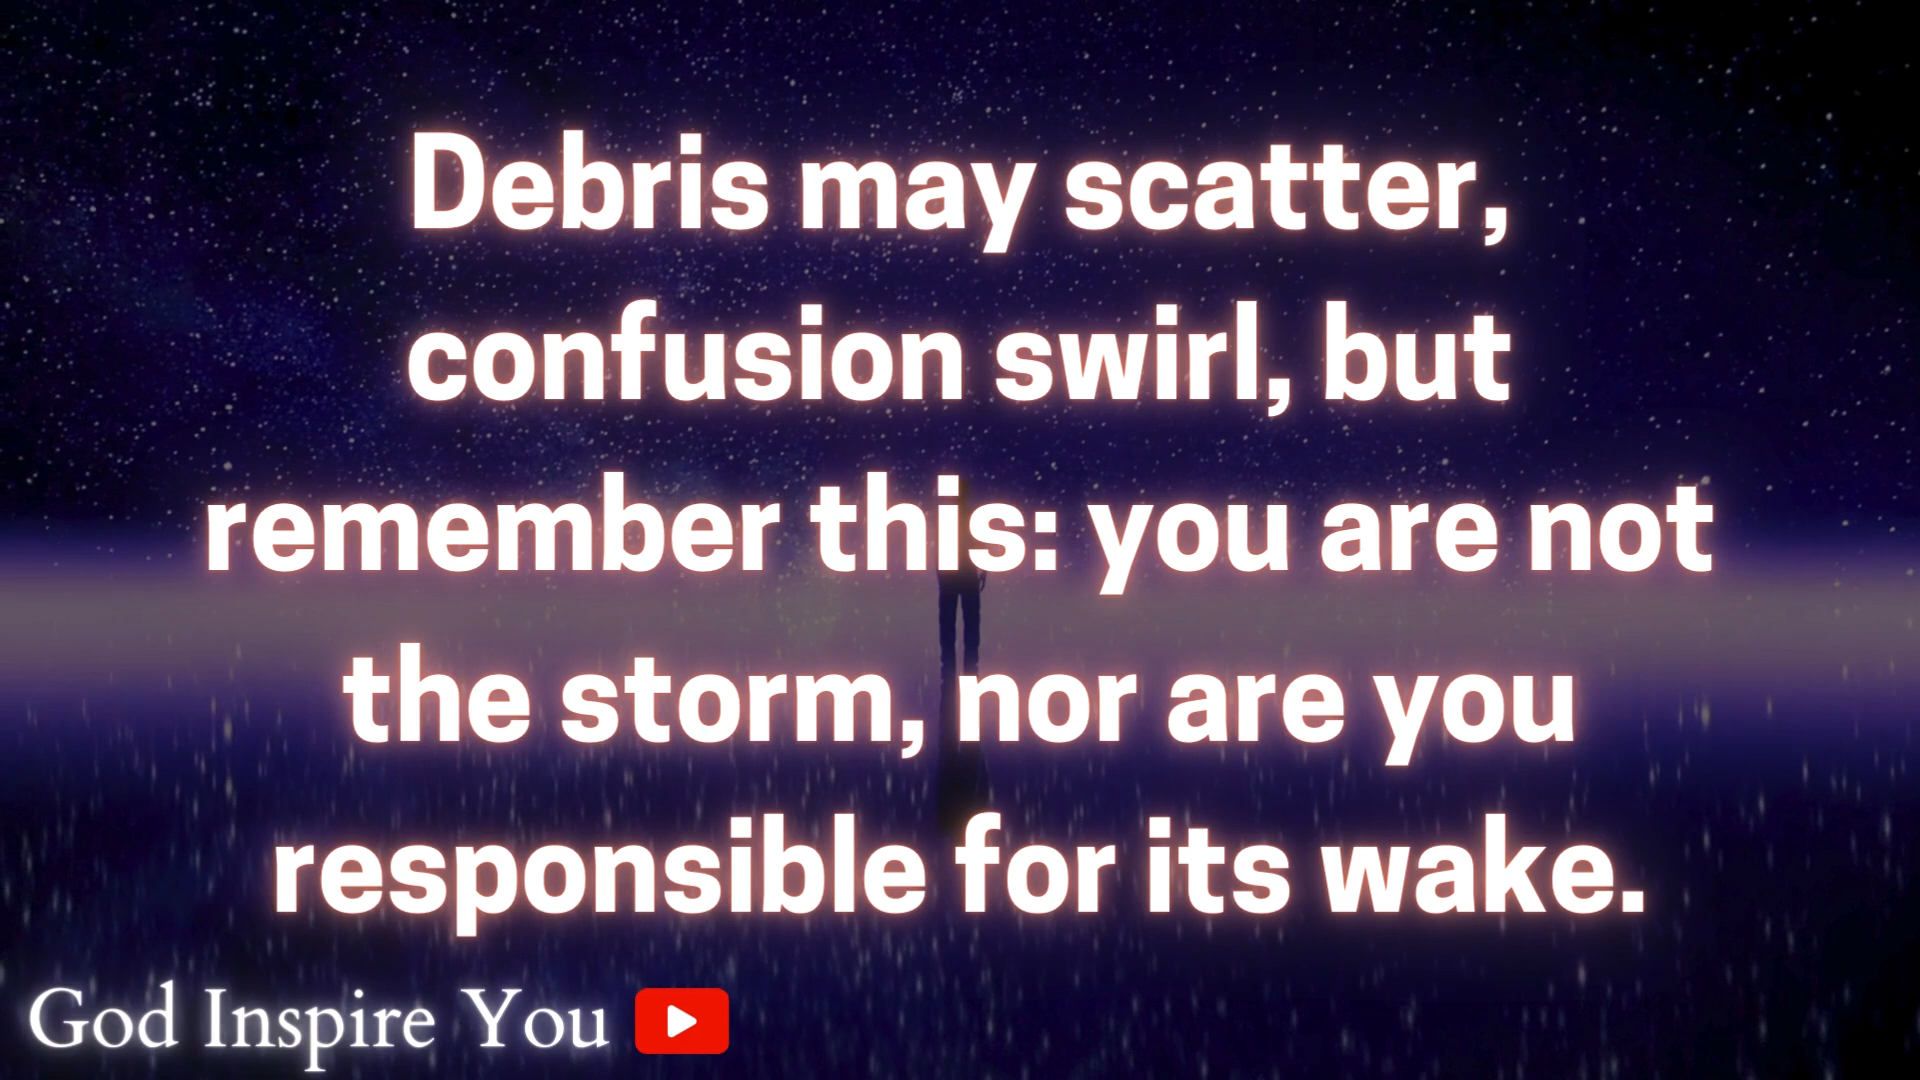 Debris may scatter,
confusion swirl, but
remember this: you are not
the storm, nor are you
responsible for its wake.
God Inspire You